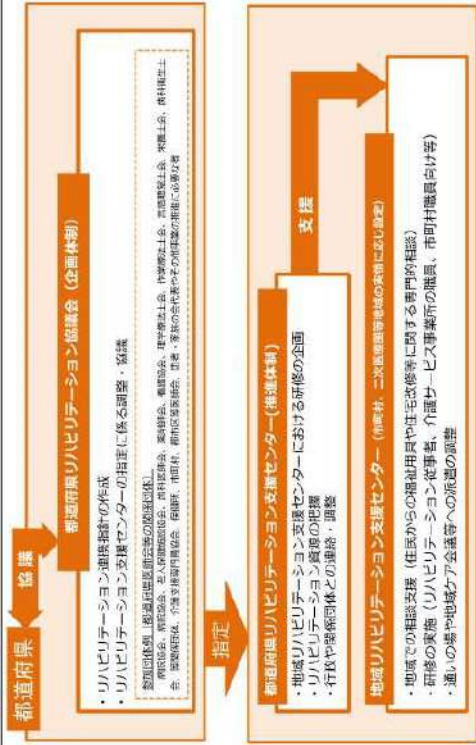 都道府県
協議
都道府県リハビリテーション協議会（企画体制）
・リハビリテーション連携指針の作成
・リハビリテーション支援センターの指定に係る調整・協議
参加団体例（都道府県医師会等の関係団体）
病院協会、老人保健施設協会、歯科医師会、薬剤師会、看護協会、理学療法士会、作業療法士会、言語聴覚士会、栄養士会、歯科衛生士
会、介護支援専門員協会、保健所、市町村、都市区等医師会、患者・家族の会代表やその他事業の推進に必要な者
指定
都道府県リハビリテーション支援センター(推進体制)
・地域リハビリテーション支援センターにおける研修の企画
・リハビリテーション資源の把握
・行政や関係団体との連絡・調整
支援
地域リハビリテーション支援センター（市町村、二次医療圏等地域の実情に応じ設定）
・地域での相談支援（住民からの福祉用具や住宅改修等に関する専門的相談）
・研修の実施（リハビリテーション従事者、介護サービス事業所の職員、市町村職員向け等）
・通いの場や地域ケア会議等への派遣の調整